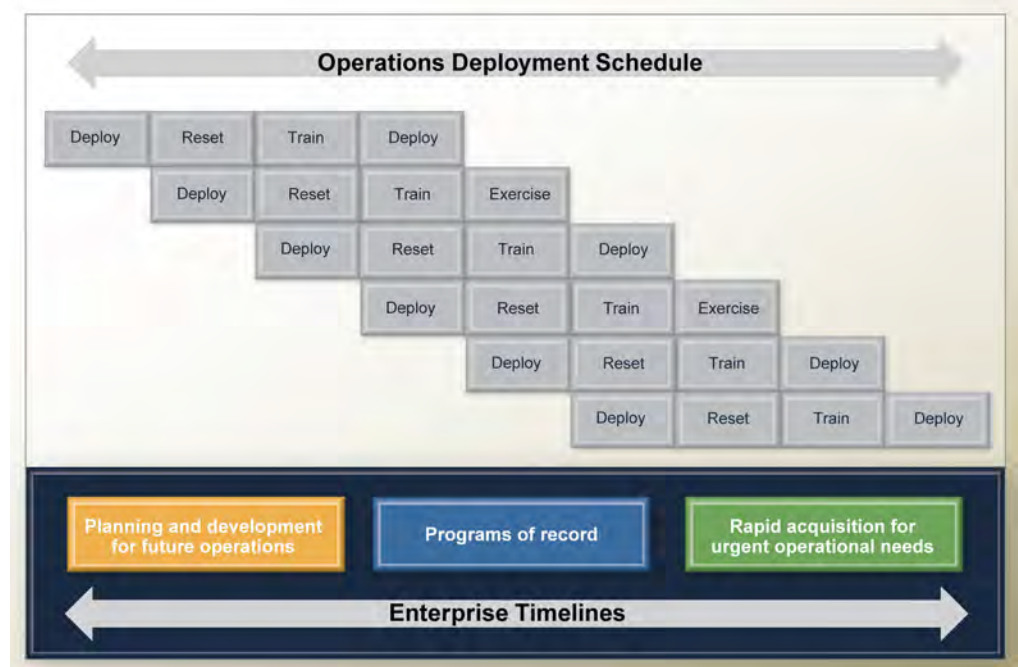 Operations Deployment Schedule
Deploy Reset Train Deploy
Deploy Reset Train Exercise
Deploy Reset Train Deploy
Deploy Reset Train Exercise
Deploy Reset Train Deploy
Deploy Reset Train Deploy
Planning and development
for future operations
Programs of record
Rapid acquisition for
urgent operational needs
Enterprise Timelines